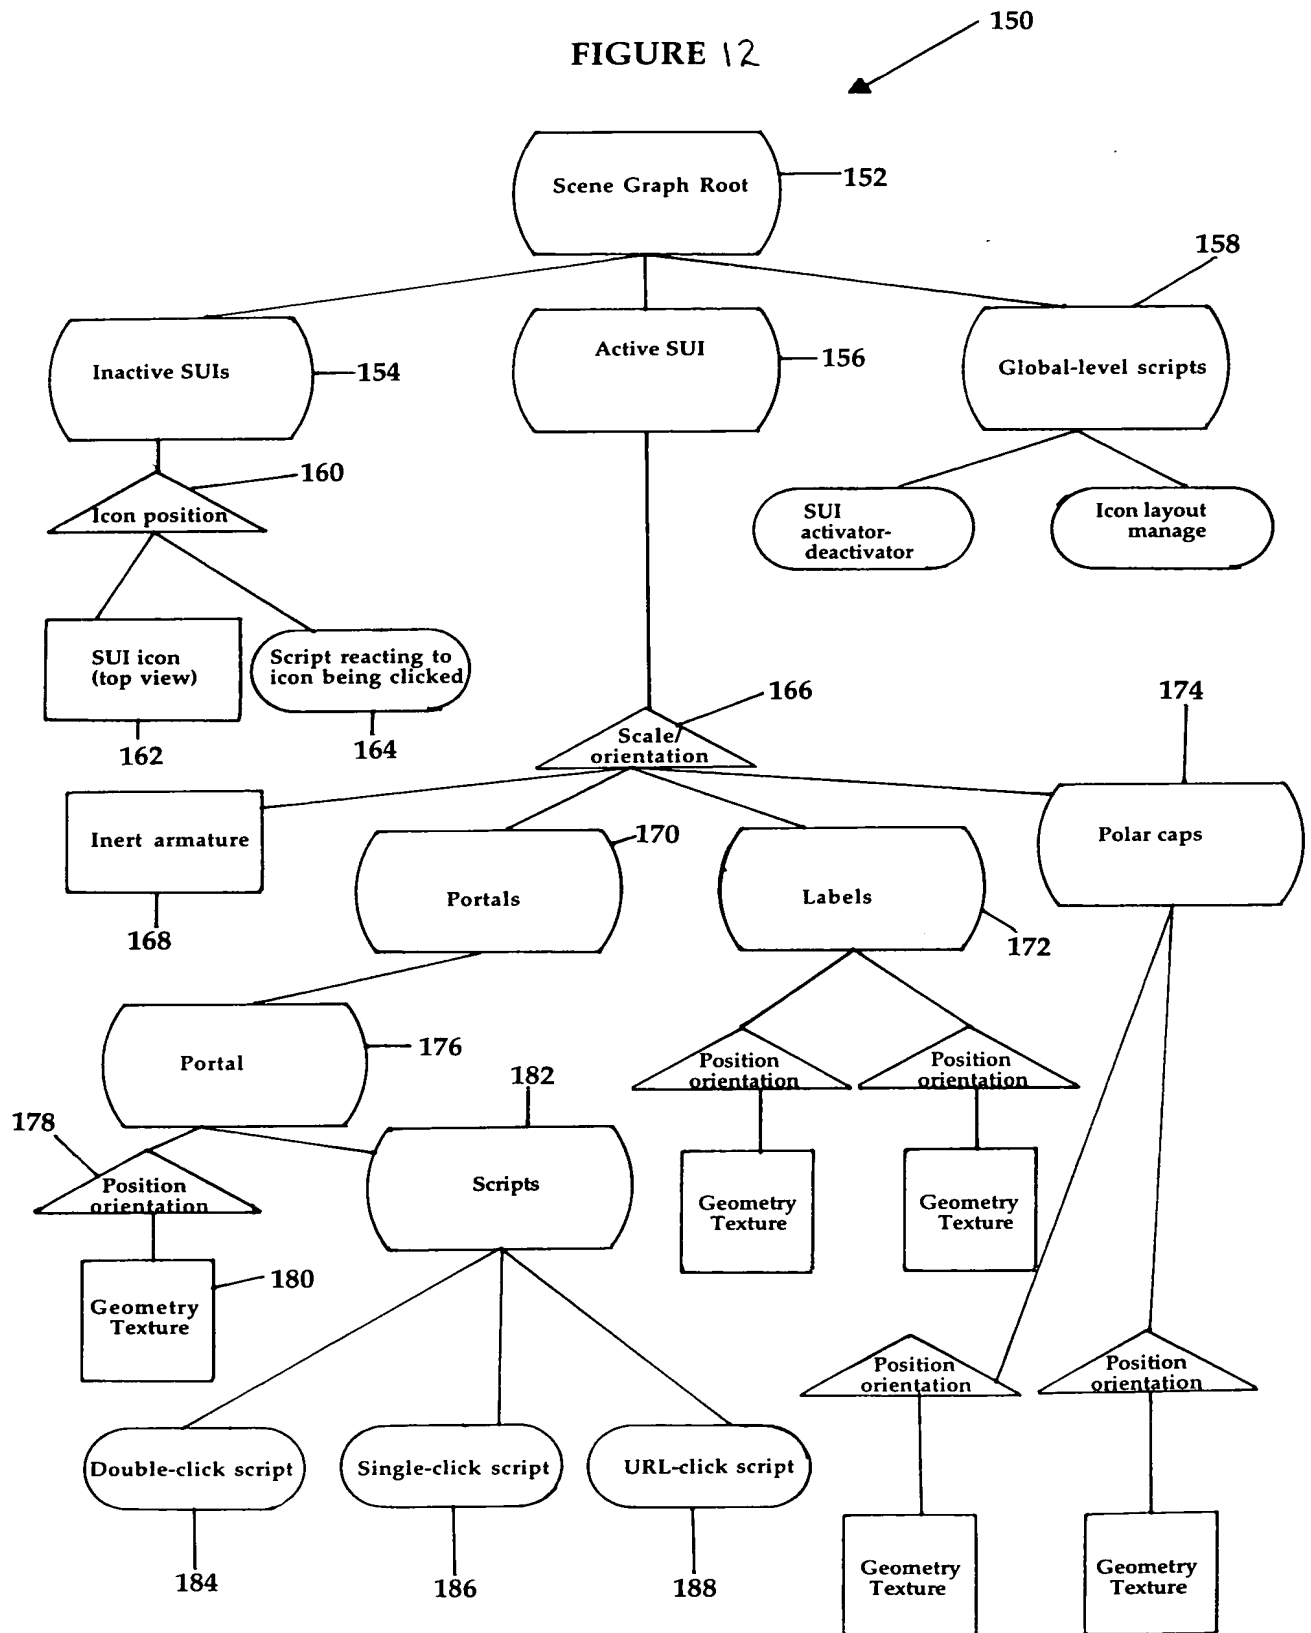 150
FIGURE 12
Scene Graph Root
152
158
Inactive SUIs
154
Active SUI
156
Global-level scripts
160
Icon position
SUI
activator-
deactivator
Icon layout
manage
SUI icon
(top view)
Script reacting to
icon being clicked
162
164
166
174
Scale/
orientation
Inert armature
168
170
Portals
Labels
172
Polar caps
Portal
176
182
178
Position
orientation
Scripts
Position
orientation
Position
orientation
180
Geometry
Texture
Geometry
Texture
Geometry
Texture
Position
orientation
Position
orientation
Double-click script
Single-click script
URL-click script
184
186
188
Geometry
Texture
Geometry
Texture